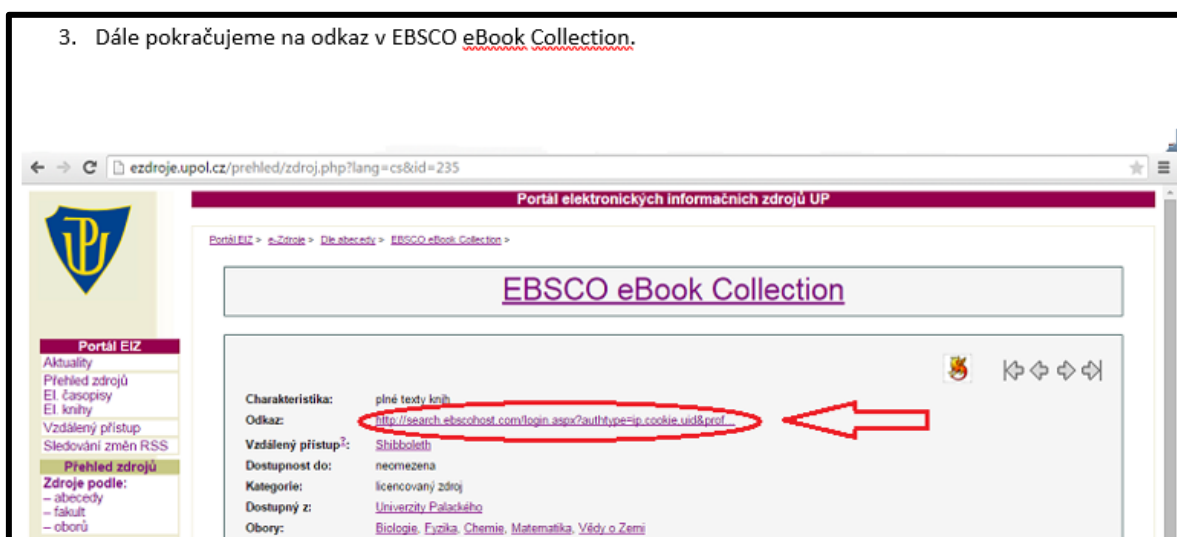 3. Dále pokračujeme na odkaz v EBSCO eBook Collection.
ezdroje.upol.cz/prehled/zdroj.php?lang=cs&id=235
Portál elektronických informačních zdrojů UP
Portál EIZ > e-Zdroje > Dle abecedy > EBSCO eBook Collection >
EBSCO eBook Collection
Portál EIZ
Aktuality
Přehled zdrojů
El. časopisy
El. knihy
Vzdálený přístup
Sledování změn RSS
Přehled zdrojů
Zdroje podle:
– abecedy
– fakult
– oborů
Charakteristika: plné texty knih
Odkaz: http://search.ebscohost.com/login.aspx?authtype=ip,cookie,uid&prof...
Vzdálený přístup?: Shibboleth
Dostupnost do: neomezena
Kategorie: licencovaný zdroj
Dostupný z: Univerzity Palackého
Obory: Biologie, Fyzika, Chemie, Matematika, Vědy o Zemi